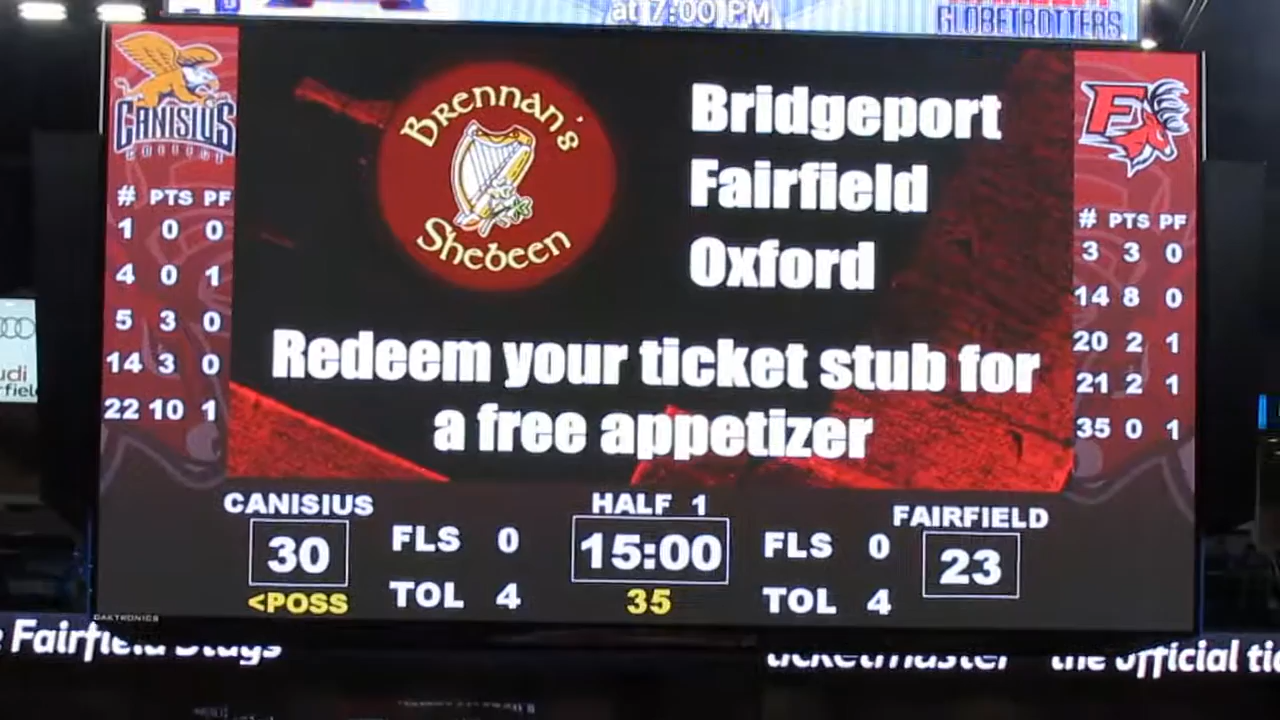 at 7:00 PM
GLOBETROTTERS
CANISIUS
COLLEGE
# PTS PF
1 0 0
4 0 1
5 3 0
14 3 0
22 10 1
Brennan's
Shebeen
Bridgeport
Fairfield
Oxford
Redeem your ticket stub for
a free appetizer
F
# PTS PF
3 3 0
14 8 0
20 2 1
21 2 1
35 0 1
CANISIUS
30
<POSS
FLS 0
TOL 4
HALF 1
15:00
35
FLS 0
TOL 4
FAIRFIELD
23
DAKTRONICS
Fairfield Stags
ticketmaster the official